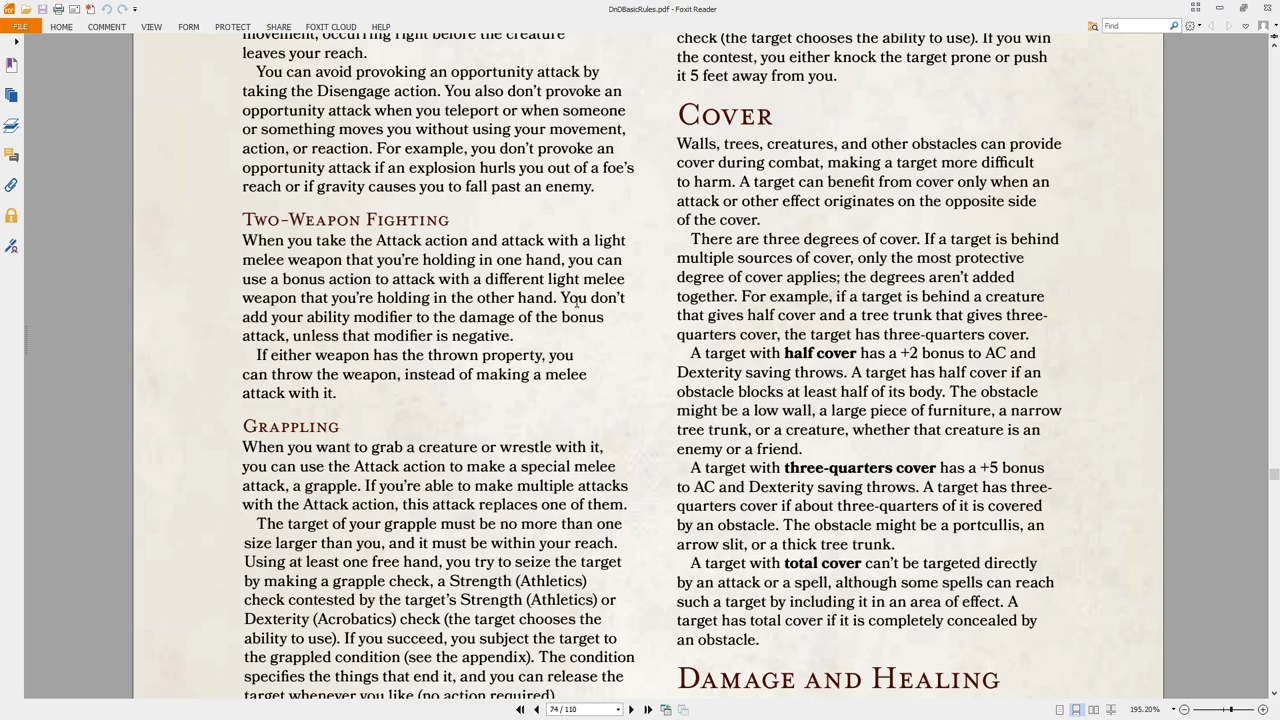 DnDBasicRules.pdf - Foxit Reader
FILE HOME COMMENT VIEW FORM PROTECT SHARE FOXIT CLOUD HELP
Find
movement, occurring right before the creature
leaves your reach.
You can avoid provoking an opportunity attack by
taking the Disengage action. You also don't provoke an
opportunity attack when you teleport or when someone
or something moves you without using your movement,
action, or reaction. For example, you don't provoke an
opportunity attack if an explosion hurls you out of a foe's
reach or if gravity causes you to fall past an enemy.
Two-Weapon Fighting
When you take the Attack action and attack with a light
melee weapon that you're holding in one hand, you can
use a bonus action to attack with a different light melee
weapon that you're holding in the other hand. You don't
add your ability modifier to the damage of the bonus
attack, unless that modifier is negative.
If either weapon has the thrown property, you
can throw the weapon, instead of making a melee
attack with it.
Grappling
When you want to grab a creature or wrestle with it,
you can use the Attack action to make a special melee
attack, a grapple. If you're able to make multiple attacks
with the Attack action, this attack replaces one of them.
The target of your grapple must be no more than one
size larger than you, and it must be within your reach.
Using at least one free hand, you try to seize the target
by making a grapple check, a Strength (Athletics)
check contested by the target's Strength (Athletics) or
Dexterity (Acrobatics) check (the target chooses the
ability to use). If you succeed, you subject the target to
the grappled condition (see the appendix). The condition
specifies the things that end it, and you can release the
target whenever you like (no action required).
check (the target chooses the ability to use). If you win
the contest, you either knock the target prone or push
it 5 feet away from you.
Cover
Walls, trees, creatures, and other obstacles can provide
cover during combat, making a target more difficult
to harm. A target can benefit from cover only when an
attack or other effect originates on the opposite side
of the cover.
There are three degrees of cover. If a target is behind
multiple sources of cover, only the most protective
degree of cover applies; the degrees aren't added
together. For example, if a target is behind a creature
that gives half cover and a tree trunk that gives three-
quarters cover, the target has three-quarters cover.
A target with half cover has a +2 bonus to AC and
Dexterity saving throws. A target has half cover if an
obstacle blocks at least half of its body. The obstacle
might be a low wall, a large piece of furniture, a narrow
tree trunk, or a creature, whether that creature is an
enemy or a friend.
A target with three-quarters cover has a +5 bonus
to AC and Dexterity saving throws. A target has three-
quarters cover if about three-quarters of it is covered
by an obstacle. The obstacle might be a portcullis, an
arrow slit, or a thick tree trunk.
A target with total cover can't be targeted directly
by an attack or a spell, although some spells can reach
such a target by including it in an area of effect. A
target has total cover if it is completely concealed by
an obstacle.
Damage and Healing
74 / 110
195.20%